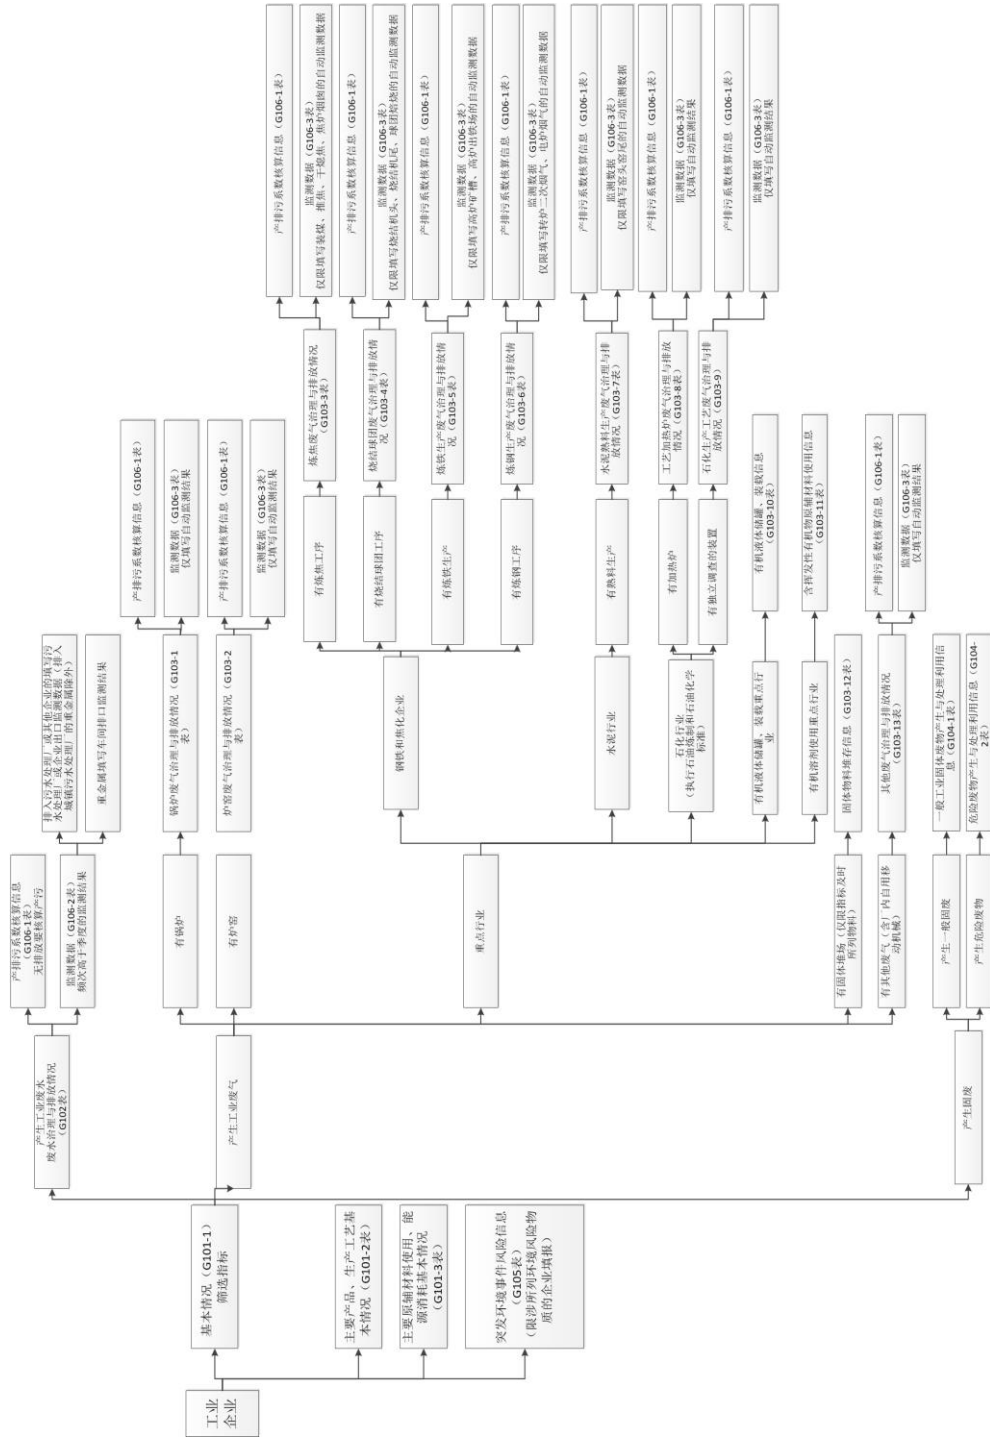 工业
企业
基本情况（G101-1）
筛选指标
主要产品、生产工艺基
本情况（G101-2表）
主要原辅材料使用、能
源消耗基本情况
（G101-3表）
突发环境事件风险信息
（G105表）
（限涉所列环境风险物
质的企业填报）
产生工业废水
废水治理与排放情况
（G102表）
产生工业废气
产生固废
产排污系数核算信息
（G106-1表）
无排放要核算产污
监测数据（G106-2表）
频次高于季度的监测结果
排入污水处理厂或其他企业的填写污
水处理厂或企业出口监测数据（排入
城镇污水处理厂的重金属除外）
重金属填写车间排口监测结果
有锅炉
锅炉废气治理与排放情况（G103-1
表）
产排污系数核算信息（G106-1表）
监测数据（G106-3表）
仅填写自动监测结果
有炉窑
炉窑废气治理与排放情况（G103-2
表）
产排污系数核算信息（G106-1表）
监测数据（G106-3表）
仅填写自动监测结果
重点行业
钢铁和焦化企业
有炼焦工序
炼焦废气治理与排放情况
（G103-3表）
产排污系数核算信息（G106-1表）
监测数据（G106-3表）
仅限填写装煤、推焦、干熄焦、焦炉烟囱的自动监测数据
有烧结球团工序
烧结球团废气治理与排放情
况（G103-4表）
产排污系数核算信息（G106-1表）
监测数据（G106-3表）
仅限填写烧结机头、烧结机尾、球团焙烧的自动监测数据
有炼铁生产
炼铁生产废气治理与排放情
况（G103-5表）
产排污系数核算信息（G106-1表）
监测数据（G106-3表）
仅限填写高炉矿槽、高炉出铁场的自动监测数据
有炼钢工序
炼钢生产废气治理与排放情
况（G103-6表）
产排污系数核算信息（G106-1表）
监测数据（G106-3表）
仅限填写转炉二次烟气、电炉烟气的自动监测数据
水泥行业
有熟料生产
水泥熟料生产废气治理与排
放情况（G103-7表）
产排污系数核算信息（G106-1表）
监测数据（G106-3表）
仅限填写窑头窑尾的自动监测数据
石化行业
（执行石油炼制和石油化学
标准）
有加热炉
工艺加热炉废气治理与排放
情况（G103-8表）
产排污系数核算信息（G106-1表）
监测数据（G106-3表）
仅填写自动监测结果
有独立调查的装置
石化生产工艺废气治理与排
放情况（G103-9）
产排污系数核算信息（G106-1表）
监测数据（G106-3表）
仅填写自动监测结果
有机液体储罐、装载重点行
业
有机液体储罐、装载信息
（G103-10表）
有机溶剂使用重点行业
含挥发性有机物原辅材料使用信息
（G103-11表）
有固体堆场（仅限指标及时
所列物料）
固体物料堆存信息（G103-12表）
有其他废气（含厂内自用移
动机械）
其他废气治理与排放情况
（G103-13表）
产排污系数核算信息（G106-1表）
监测数据（G106-3表）
仅填写自动监测结果
产生一般固废
一般工业固体废物产生与处理利用信
息（G104-1表）
产生危险废物
危险废物产生与处理利用信息（G104-
2表）